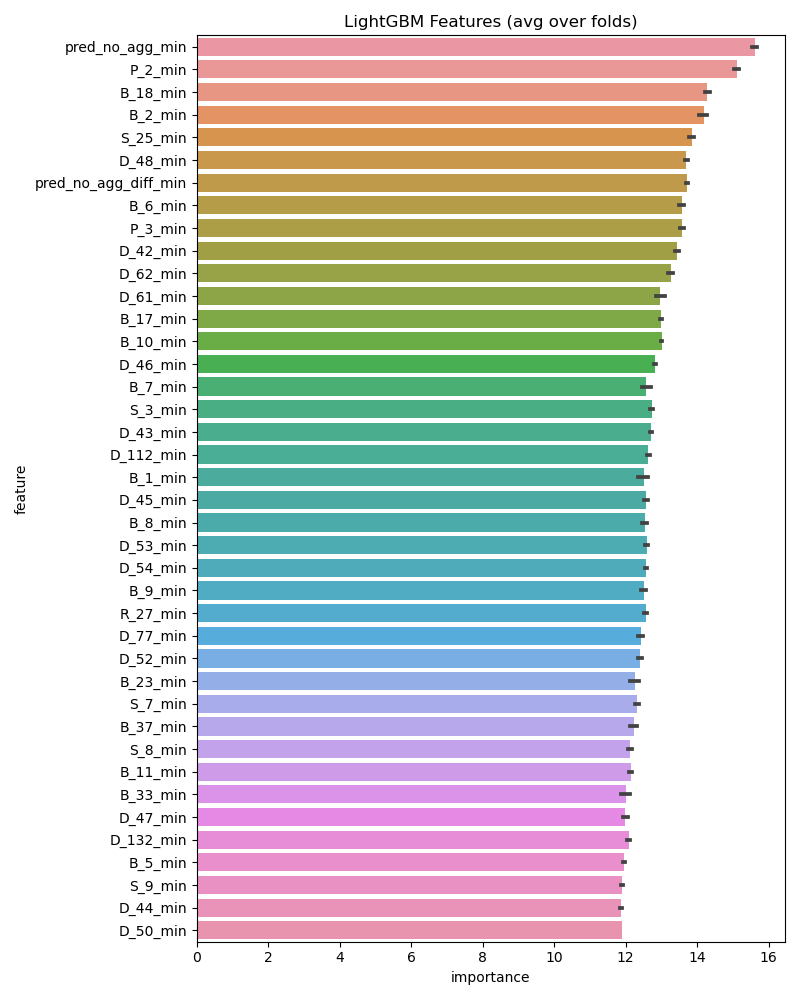 LightGBM Features (avg over folds)
pred_no_agg_min
P_2_min
B_18_min
B_2_min
S_25_min
D_48_min
pred_no_agg_diff_min
B_6_min
P_3_min
D_42_min
D_62_min
D_61_min
B_17_min
B_10_min
D_46_min
B_7_min
S_3_min
D_43_min
D_112_min
B_1_min
D_45_min
B_8_min
D_53_min
D_54_min
B_9_min
R_27_min
D_77_min
D_52_min
B_23_min
S_7_min
B_37_min
S_8_min
B_11_min
B_33_min
D_47_min
D_132_min
B_5_min
S_9_min
D_44_min
D_50_min
feature
0 2 4 6 8 10 12 14 16
importance